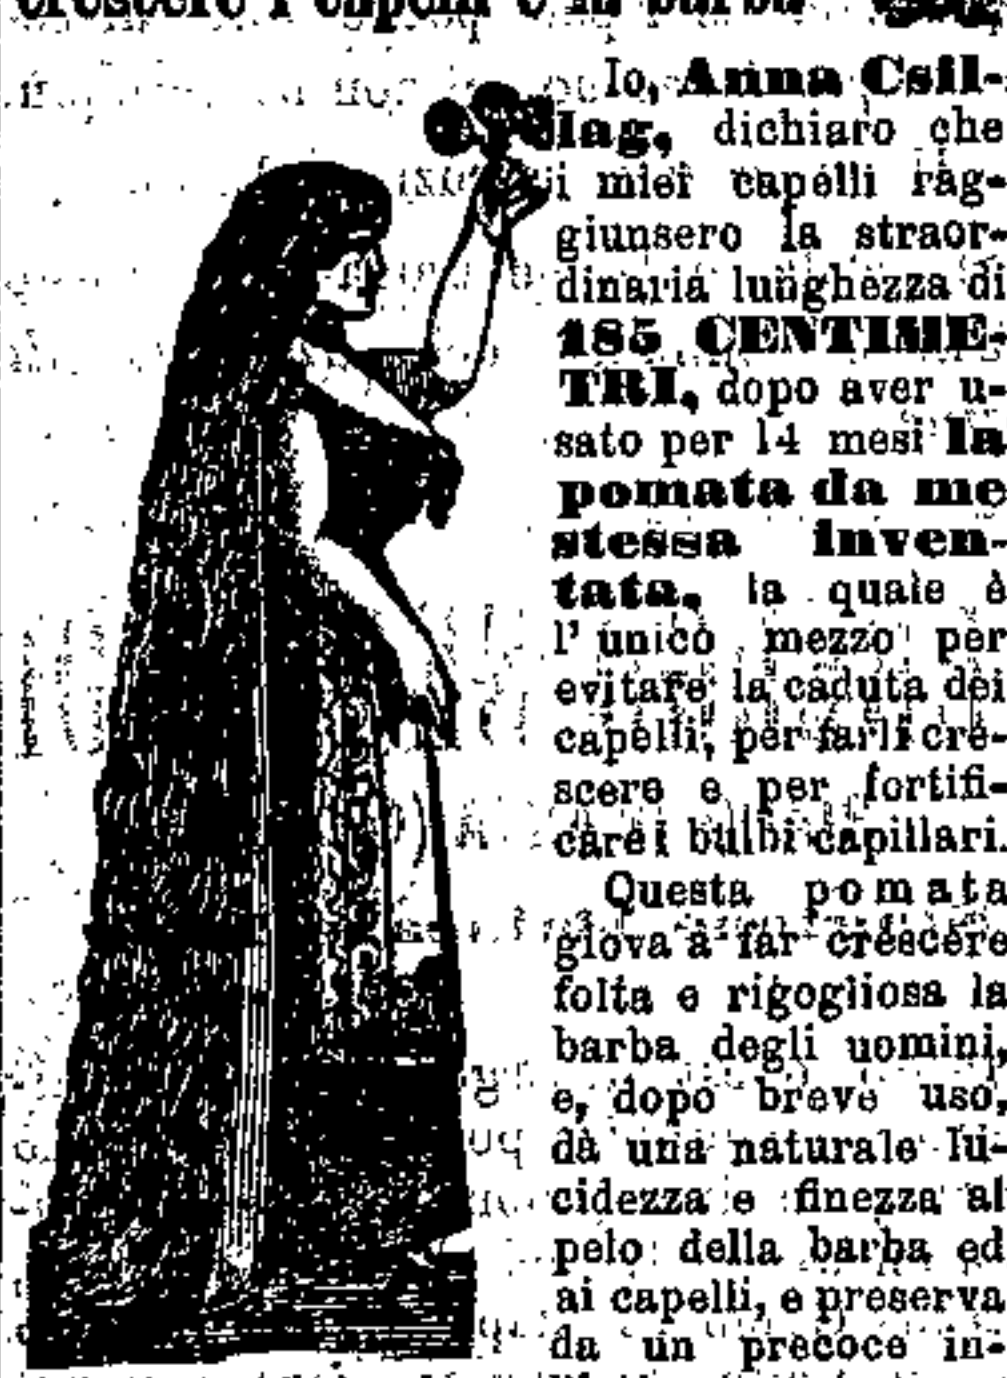 crescere i capelli e la barba
Io, Anna Csil-
lag, dichiaro che
i miei capelli rag-
giunsero la straor-
dinaria lunghezza di
185 CENTIME-
TRI, dopo aver u-
sato per 14 mesi la
pomata da me
stessa inven-
tata, la quale è
l'unico mezzo per
evitare la caduta dei
capelli, per farli cre-
scere e per fortifi-
care i bulbi capillari.
Questa pomata
giova a far crescere
folta e rigogliosa la
barba degli uomini,
e, dopo breve uso,
dà una naturale lu-
cidezza e finezza al
pelo della barba ed
ai capelli, e preserva
da un precoce in-